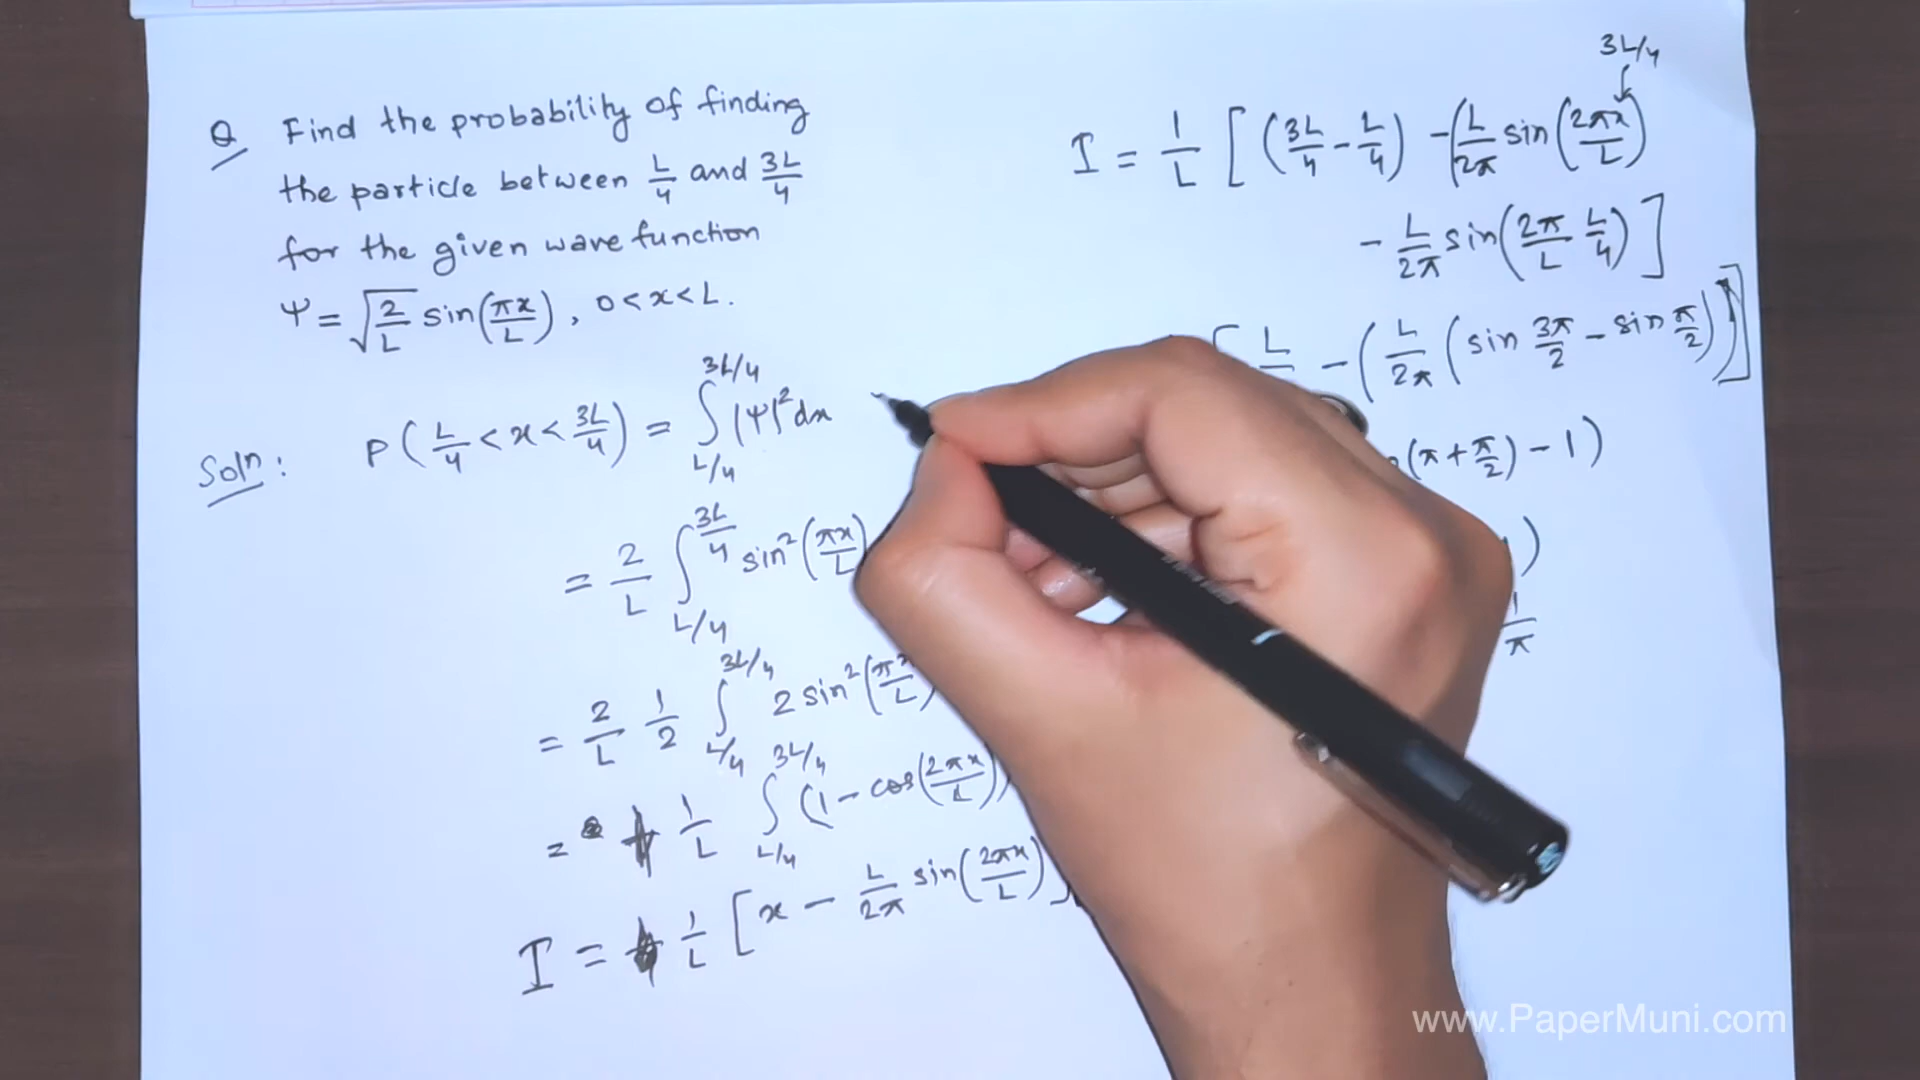 Q Find the probability of finding
the particle between L/4 and 3L/4
for the given wave function
Ψ = √(2/L) sin(πx/L), 0 < x < L.
Soln: P(L/4 < x < 3L/4) = ∫_{L/4}^{3L/4} |Ψ|² dx
= 2/L ∫_{L/4}^{3L/4} sin²(πx/L)
= 2/L 1/2 ∫_{L/4}^{3L/4} 2 sin²(πx/L)
= 1/L ∫_{L/4}^{3L/4} (1 - cos(2πx/L))
I = 1/L [x - L/2π sin(2πx/L)]
3L/4
I = 1/L [(3L/4 - L/4) - (L/2π sin(2πx/L)
- L/2π sin(2π/L L/4)]
[L - (L/2π (sin 3π/2 - sin π/2))]
(π + π/2) - 1)
)
1/π
www.PaperMuni.com